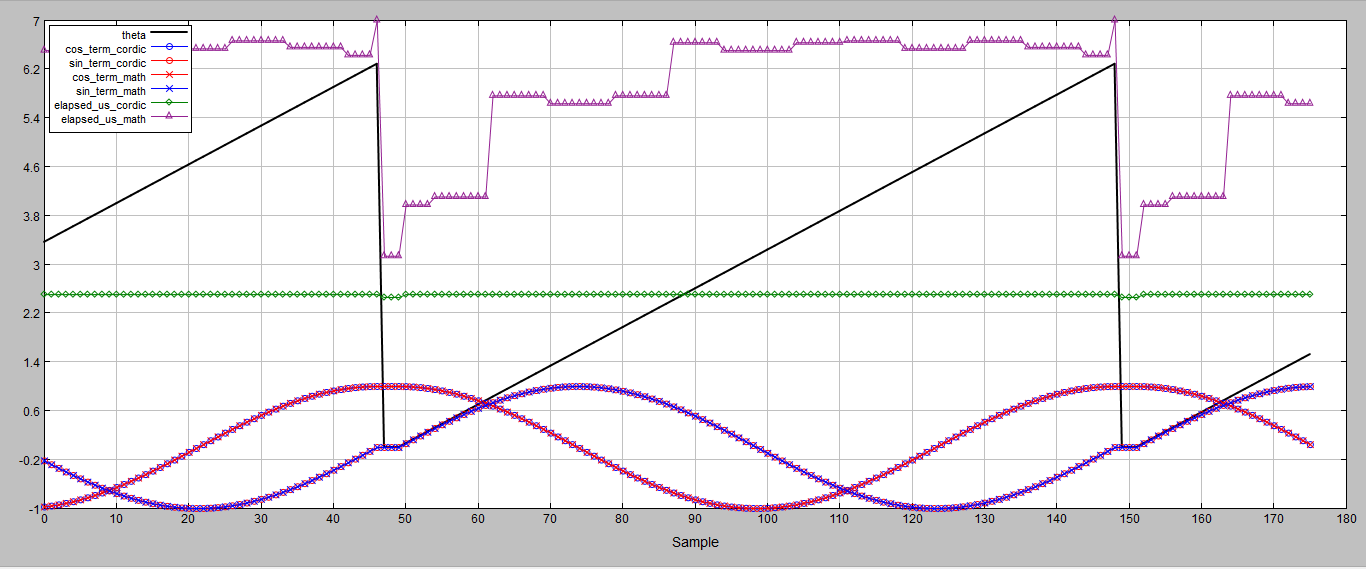 7
6.2
5.4
4.6
3.8
3
2.2
1.4
0.6
-0.2
-1
theta
cos_term_cordic
sin_term_cordic
cos_term_math
sin_term_math
elapsed_us_cordic
elapsed_us_math
0 10 20 30 40 50 60 70 80 90 100 110 120 130 140 150 160 170 180
Sample